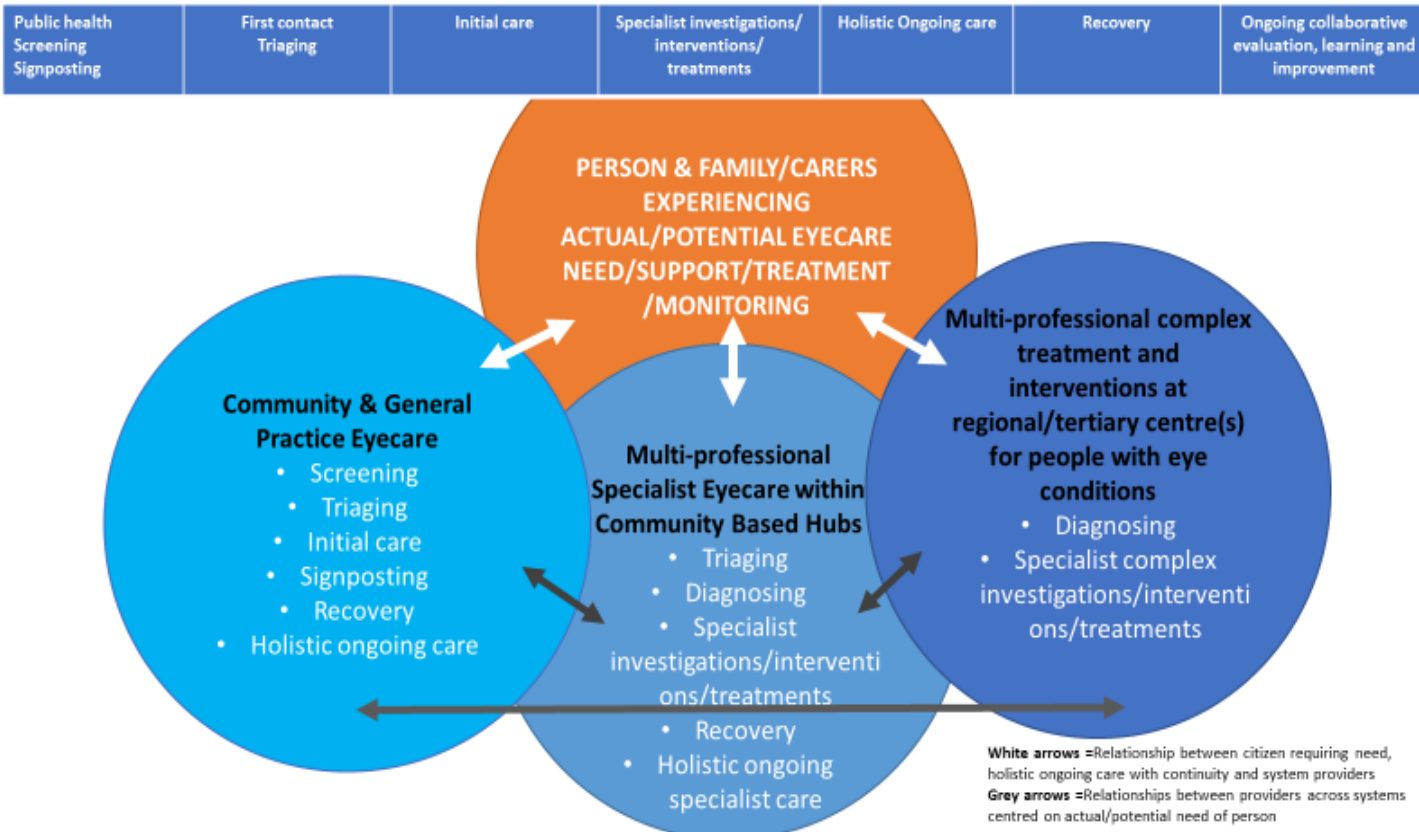 Public health
Screening
Signposting
First contact
Triaging
Initial care
Specialist investigations/
interventions/
treatments
Holistic Ongoing care
Recovery
Ongoing collaborative
evaluation, learning and
improvement
PERSON & FAMILY/CARERS
EXPERIENCING
ACTUAL/POTENTIAL EYECARE
NEED/SUPPORT/TREATMENT
/MONITORING
Community & General
Practice Eyecare
• Screening
• Triaging
• Initial care
• Signposting
• Recovery
• Holistic ongoing care
Multi-professional
Specialist Eyecare within
Community Based Hubs
• Triaging
• Diagnosing
• Specialist
investigations/interventi
ons/treatments
• Recovery
• Holistic ongoing
specialist care
Multi-professional complex
treatment and
interventions at
regional/tertiary centre(s)
for people with eye
conditions
• Diagnosing
• Specialist complex
investigations/interventi
ons/treatments
White arrows =Relationship between citizen requiring need,
holistic ongoing care with continuity and system providers
Grey arrows =Relationships between providers across systems
centred on actual/potential need of person